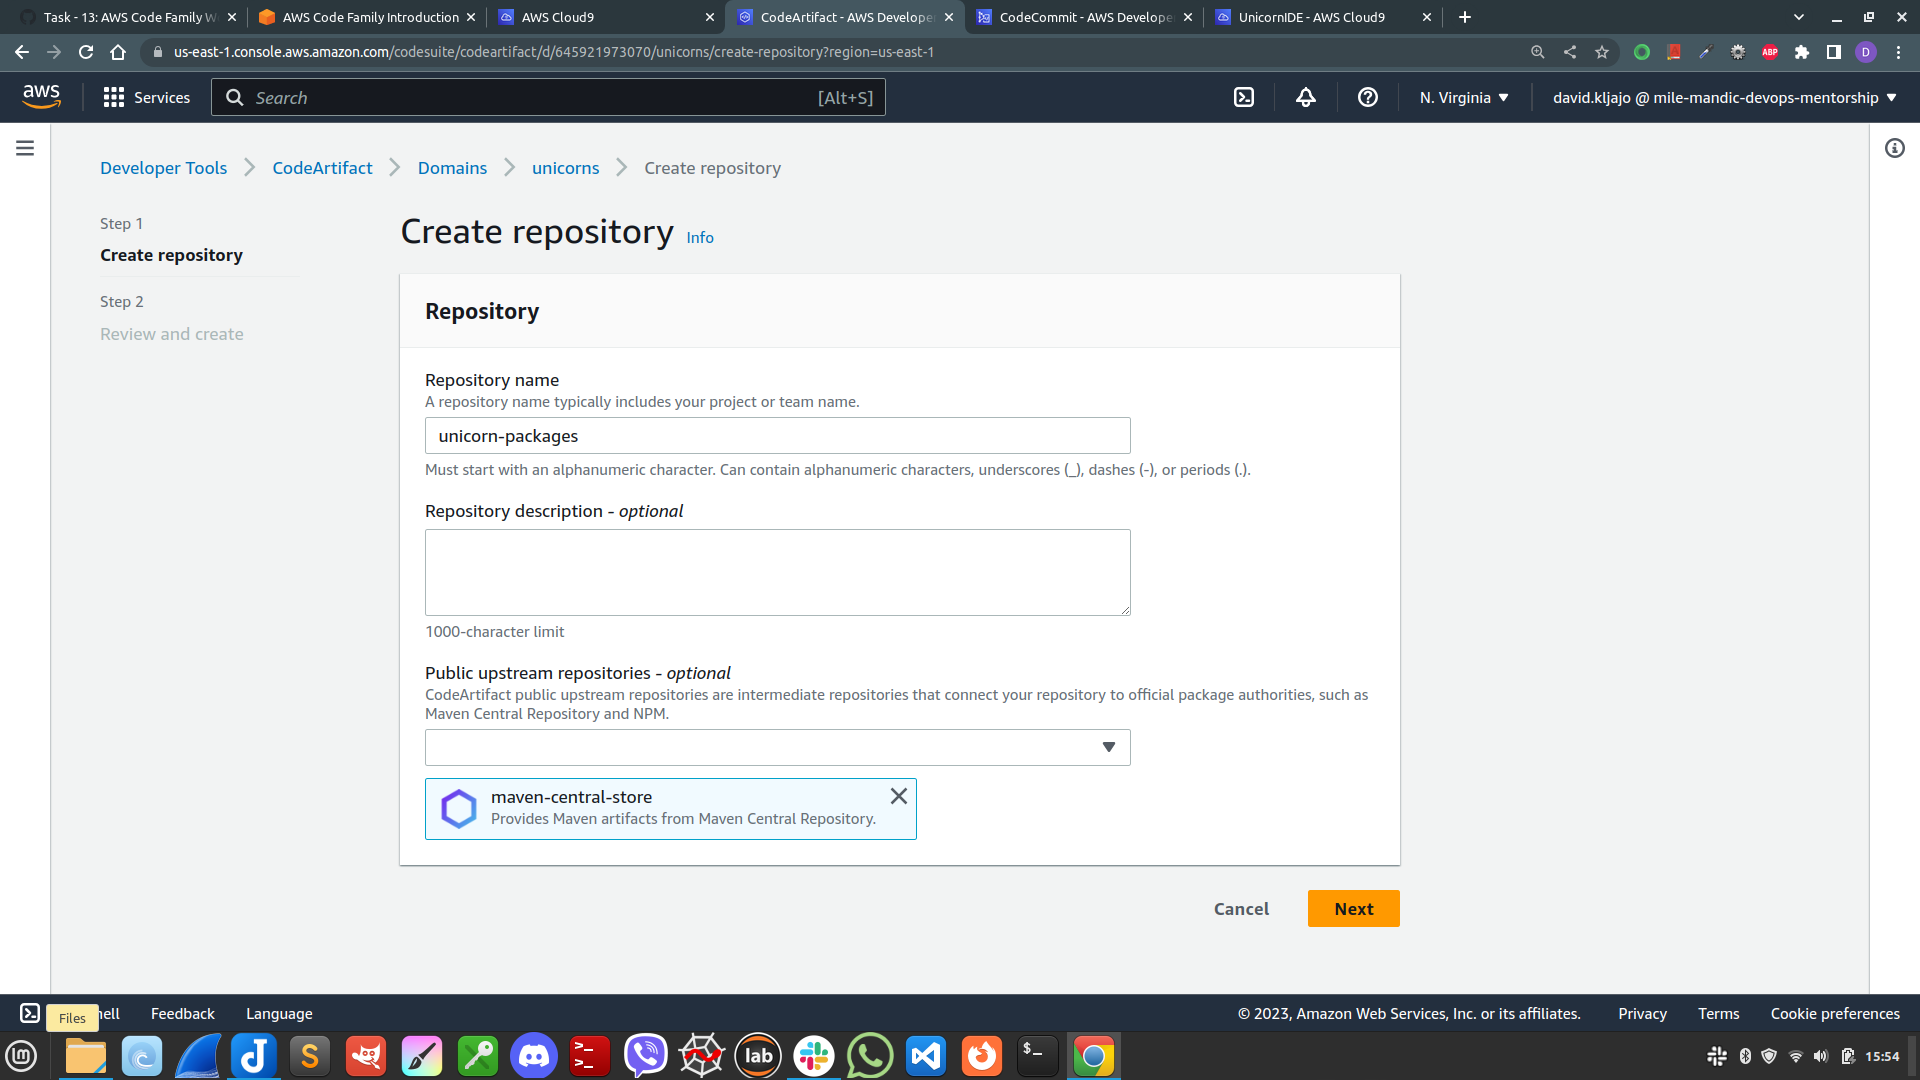 Task - 13: AWS Code Family W
AWS Code Family Introduction
AWS Cloud9
CodeArtifact - AWS Develope
CodeCommit - AWS Develope
UnicornIDE - AWS Cloud9
us-east-1.console.aws.amazon.com/codesuite/codeartifact/d/645921973070/unicorns/create-repository?region=us-east-1
ABP
D
aws
Services
Search
[Alt+S]
N. Virginia
david.kljajo @ mile-mandic-devops-mentorship
Developer Tools
CodeArtifact
Domains
unicorns
Create repository
Step 1
Create repository
Step 2
Review and create
Create repository
Info
Repository
Repository name
A repository name typically includes your project or team name.
unicorn-packages
Must start with an alphanumeric character. Can contain alphanumeric characters, underscores (_), dashes (-), or periods (.).
Repository description - optional
1000-character limit
Public upstream repositories - optional
CodeArtifact public upstream repositories are intermediate repositories that connect your repository to official package authorities, such as
Maven Central Repository and NPM.
maven-central-store
Provides Maven artifacts from Maven Central Repository.
Cancel
Next
Files
hell
Feedback
Language
© 2023, Amazon Web Services, Inc. or its affiliates.
Privacy
Terms
Cookie preferences
lab
15:54